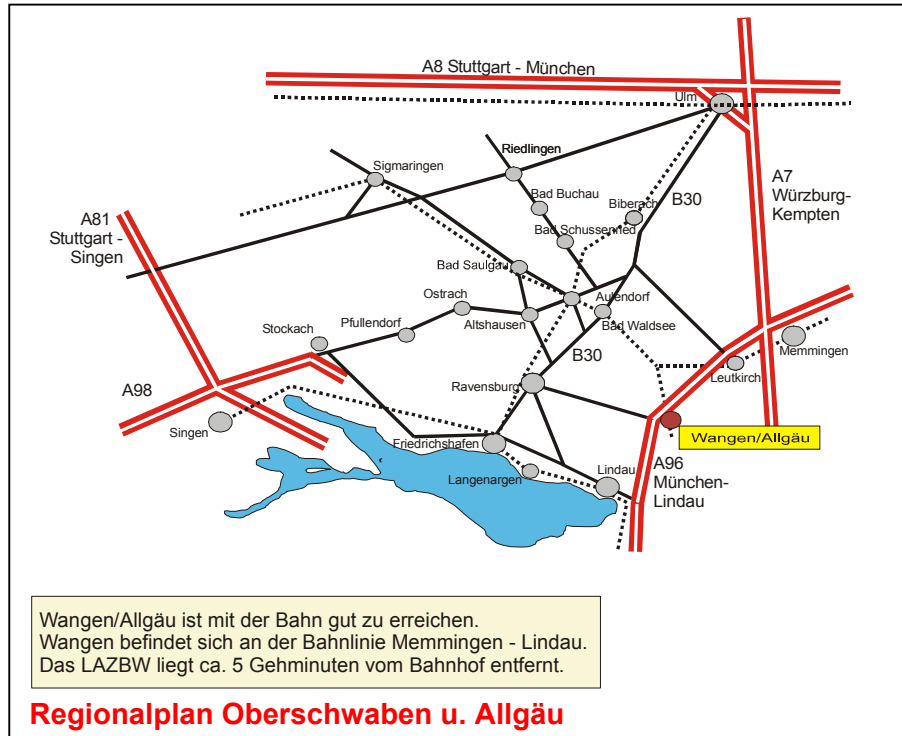 A8 Stuttgart - München
Ulm
Riedlingen
Sigmaringen
A7
Würzburg-
Kempten
Bad Buchau
Biberach
B30
A81
Stuttgart -
Singen
Bad Schussenried
Bad Saulgau
Ostrach
Aulendorf
Altshausen
Bad Waldsee
Pfullendorf
Stockach
B30
Memmingen
Leutkirch
A98
Ravensburg
Singen
Friedrichshafen
Wangen/Allgäu
A96
München-
Lindau
Langenargen
Lindau
Wangen/Allgäu ist mit der Bahn gut zu erreichen.
Wangen befindet sich an der Bahnlinie Memmingen - Lindau.
Das LAZBW liegt ca. 5 Gehminuten vom Bahnhof entfernt.
Regionalplan Oberschwaben u. Allgäu